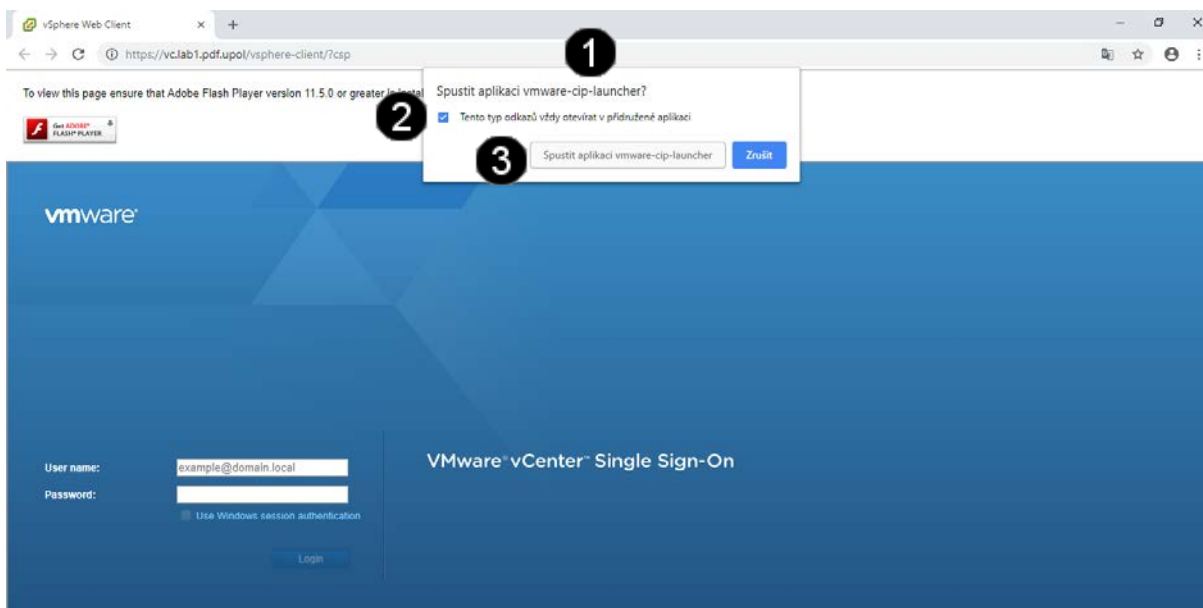 vSphere Web Client
https://vc.lab1.pdf.upol/vsphere-client/?csp
1
To view this page ensure that Adobe Flash Player version 11.5.0 or greater is instal
Get ADOBE® FLASH® PLAYER
Spustit aplikaci vmware-cip-launcher?
2
Tento typ odkazů vždy otevírat v přidružené aplikaci
3
Spustit aplikaci vmware-cip-launcher
Zrušit
vmware®
User name:
example@domain.local
VMware® vCenter™ Single Sign-On
Password:
Use Windows session authentication
Login